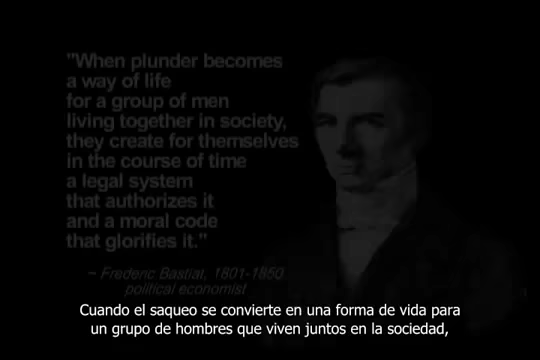 "When plunder becomes
a way of life
for a group of men
living together in society,
they create for themselves
in the course of time
a legal system
that authorizes it
and a moral code
that glorifies it."
~ Frederic Bastiat, 1801-1850
political economist
Cuando el saqueo se convierte en una forma de vida para
un grupo de hombres que viven juntos en la sociedad,